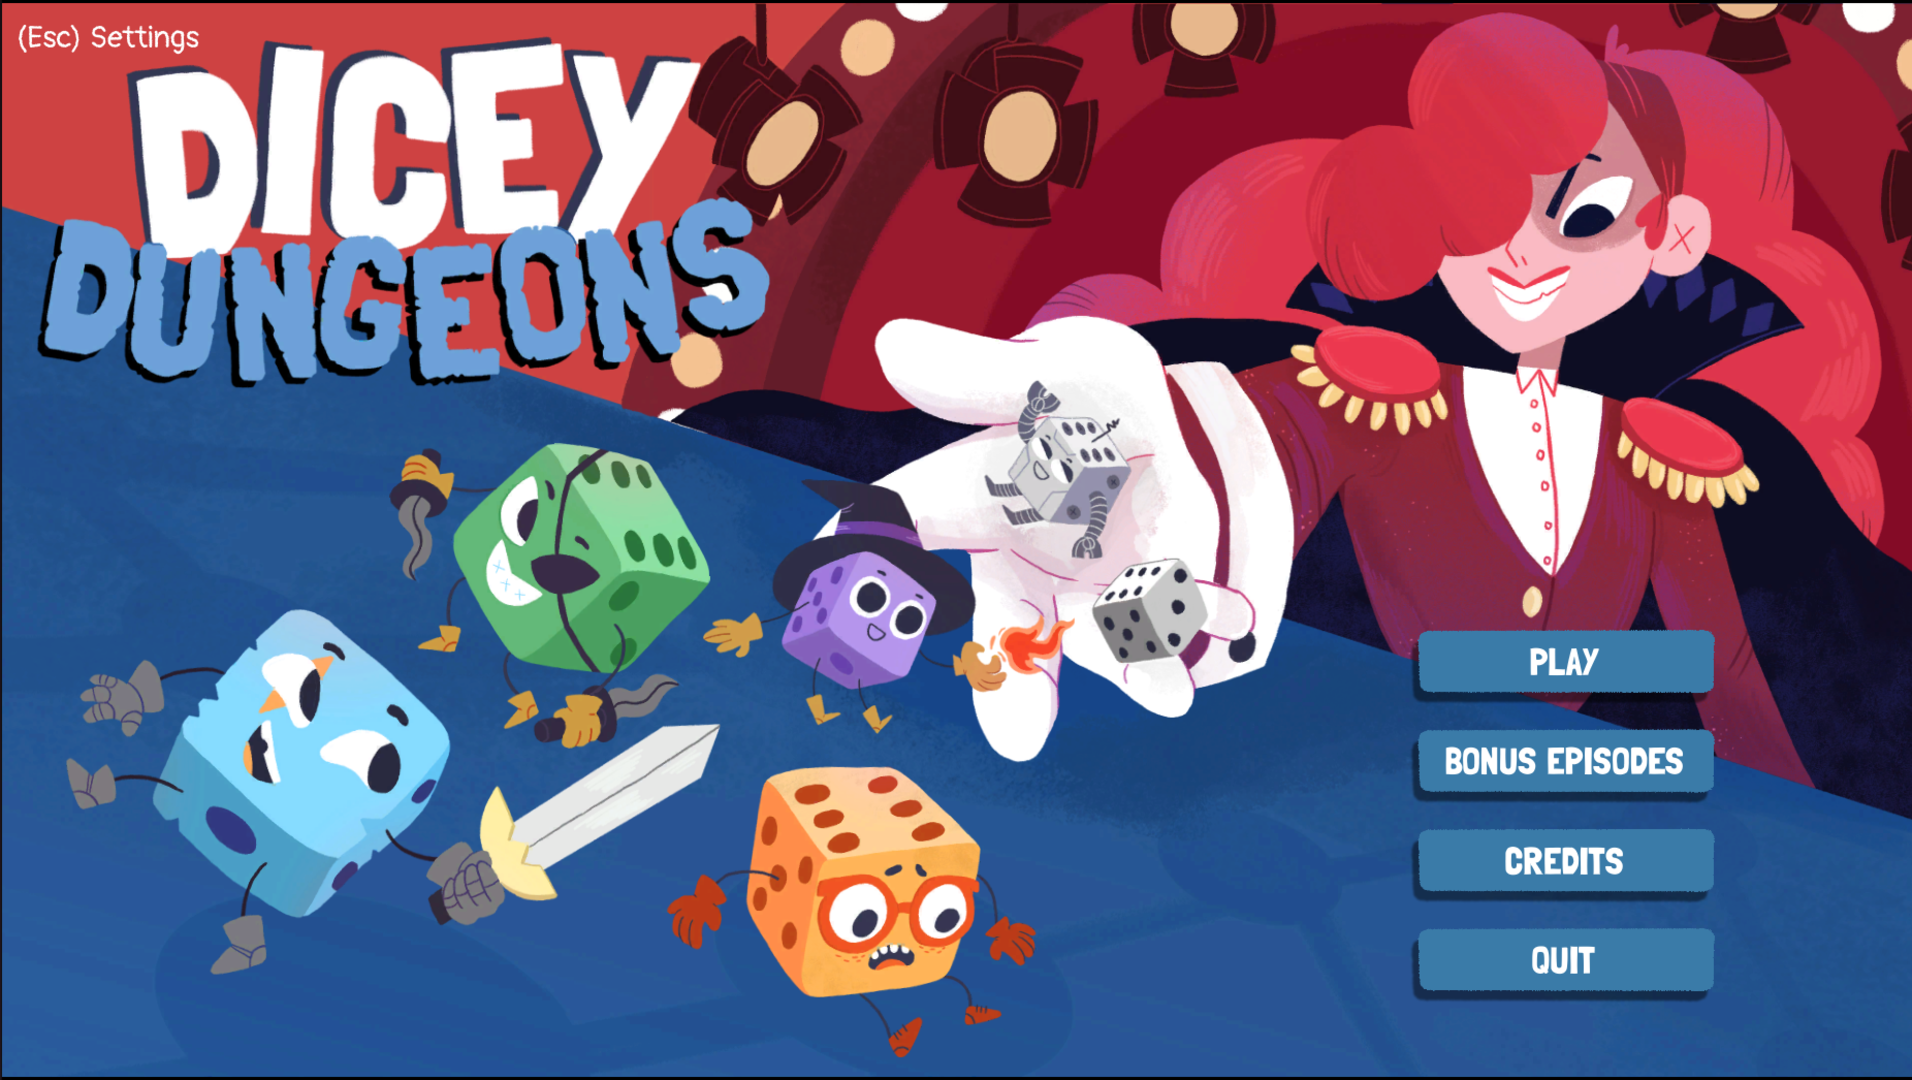 (Esc) Settings
DICEY
DUNGEONS
PLAY
BONUS EPISODES
CREDITS
QUIT